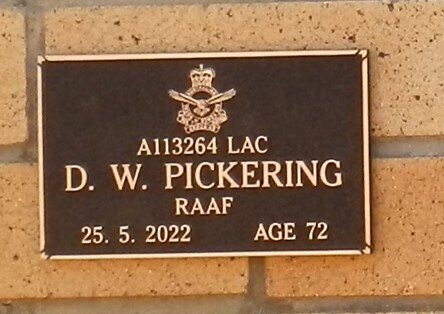 A113264 LAC
D. W. PICKERING
RAAF
25. 5. 2022 AGE 72